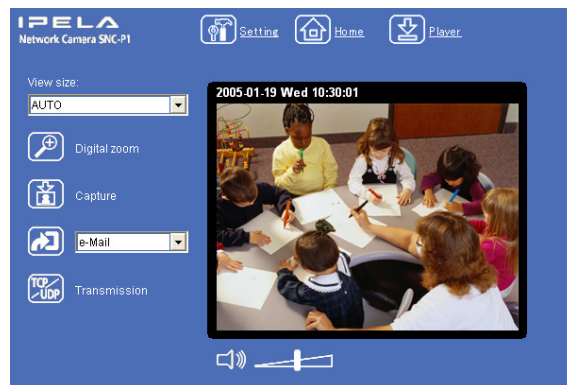 IPELA
Network Camera SNC-P1
Setting
Home
Player
View size:
AUTO
2005-01-19 Wed 10:30:01
Digital zoom
Capture
e-Mail
TCP/UDP
Transmission